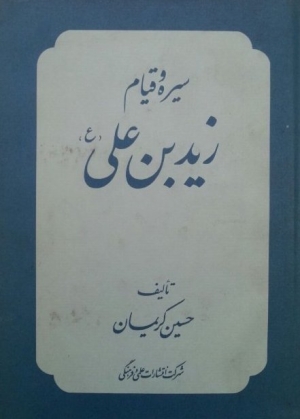 سیره و قیام
زید بن علی (ع)
تألیف
حسین کریمان
شرکت انتشارات علمی و فرهنگی